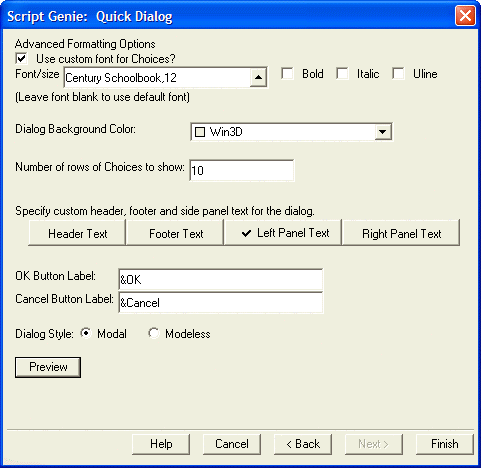 Script Genie:  Quick Dialog
Advanced Formatting Options
Use custom font for Choices?
Font/size Century Schoolbook,12 Bold Italic Uline
(Leave font blank to use default font)
Dialog Background Color: Win3D
Number of rows of Choices to show: 10
Specify custom header, footer and side panel text for the dialog.
Header Text Footer Text Left Panel Text Right Panel Text
OK Button Label: &OK
Cancel Button Label: &Cancel
Dialog Style: Modal Modeless
Preview
Help Cancel < Back Next > Finish